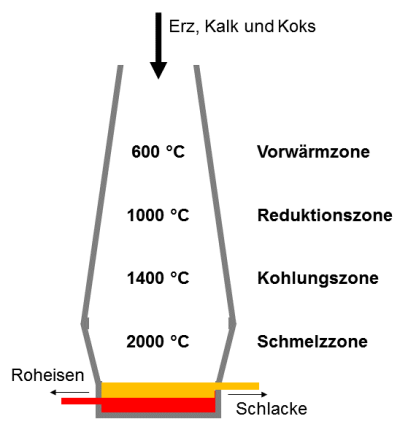 Erz, Kalk und Koks
600 °C Vorwärmzone
1000 °C Reduktionszone
1400 °C Kohlungszone
2000 °C Schmelzzone
Roheisen
Schlacke